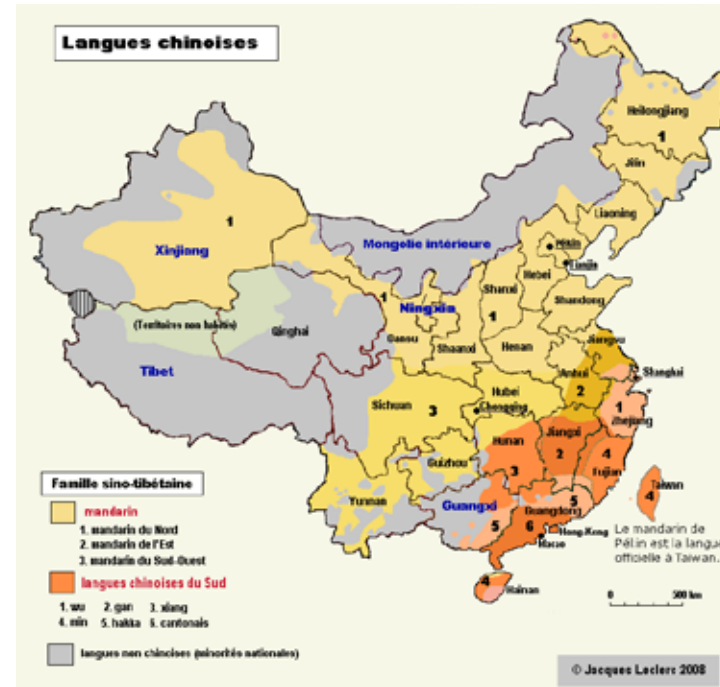 Langues chinoises
Heilongjiang
1
Jilin
Liaoning
1
Xinjiang
Mongolie intérieure
Pékin
Tianjin
Hebei
1
Ningxia
Shanxi
1
Shandong
(Territoires non habités)
Qinghai
Gansu
Shaanxi
Henan
Jiangsu
Tibet
Anhui
2
Shanghai
Hubei
Sichuan
3
Chongqing
1
Zhejiang
Hunan
3
Jiangxi
2
4
Fujian
Guizhou
Taiwan
4
Yunnan
Guangxi
5
Guangdong
6
5
Hong-Kong
Macao
4
Hainan
Le mandarin de
Pékin est la langue
officielle à Taiwan.
0 500 km
Famille sino-tibétaine
mandarin
1. mandarin du Nord
2. mandarin de l'Est
3. mandarin du Sud-Ouest
langues chinoises du Sud
1. wu 2. gan 3. xiang
4. min 5. hakka 6. cantonais
langues non chinoises (minorités nationales)
© Jacques Leclerc 2008